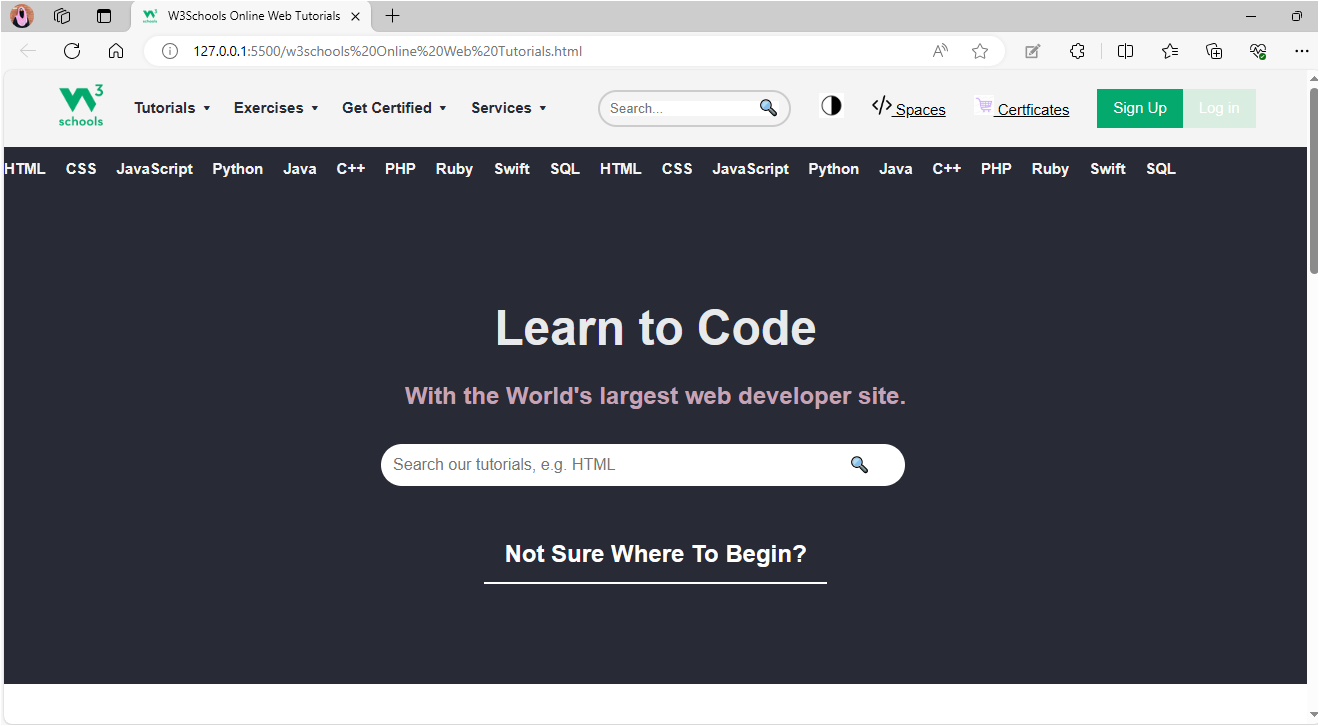 W3Schools Online Web Tutorials
127.0.0.1:5500/w3schools%20Online%20Web%20Tutorials.html
W3 schools Tutorials Exercises Get Certified Services Search... </> Spaces Certficates Sign Up Log in
HTML CSS JavaScript Python Java C++ PHP Ruby Swift SQL HTML CSS JavaScript Python Java C++ PHP Ruby Swift SQL
Learn to Code
With the World's largest web developer site.
Search our tutorials, e.g. HTML
Not Sure Where To Begin?